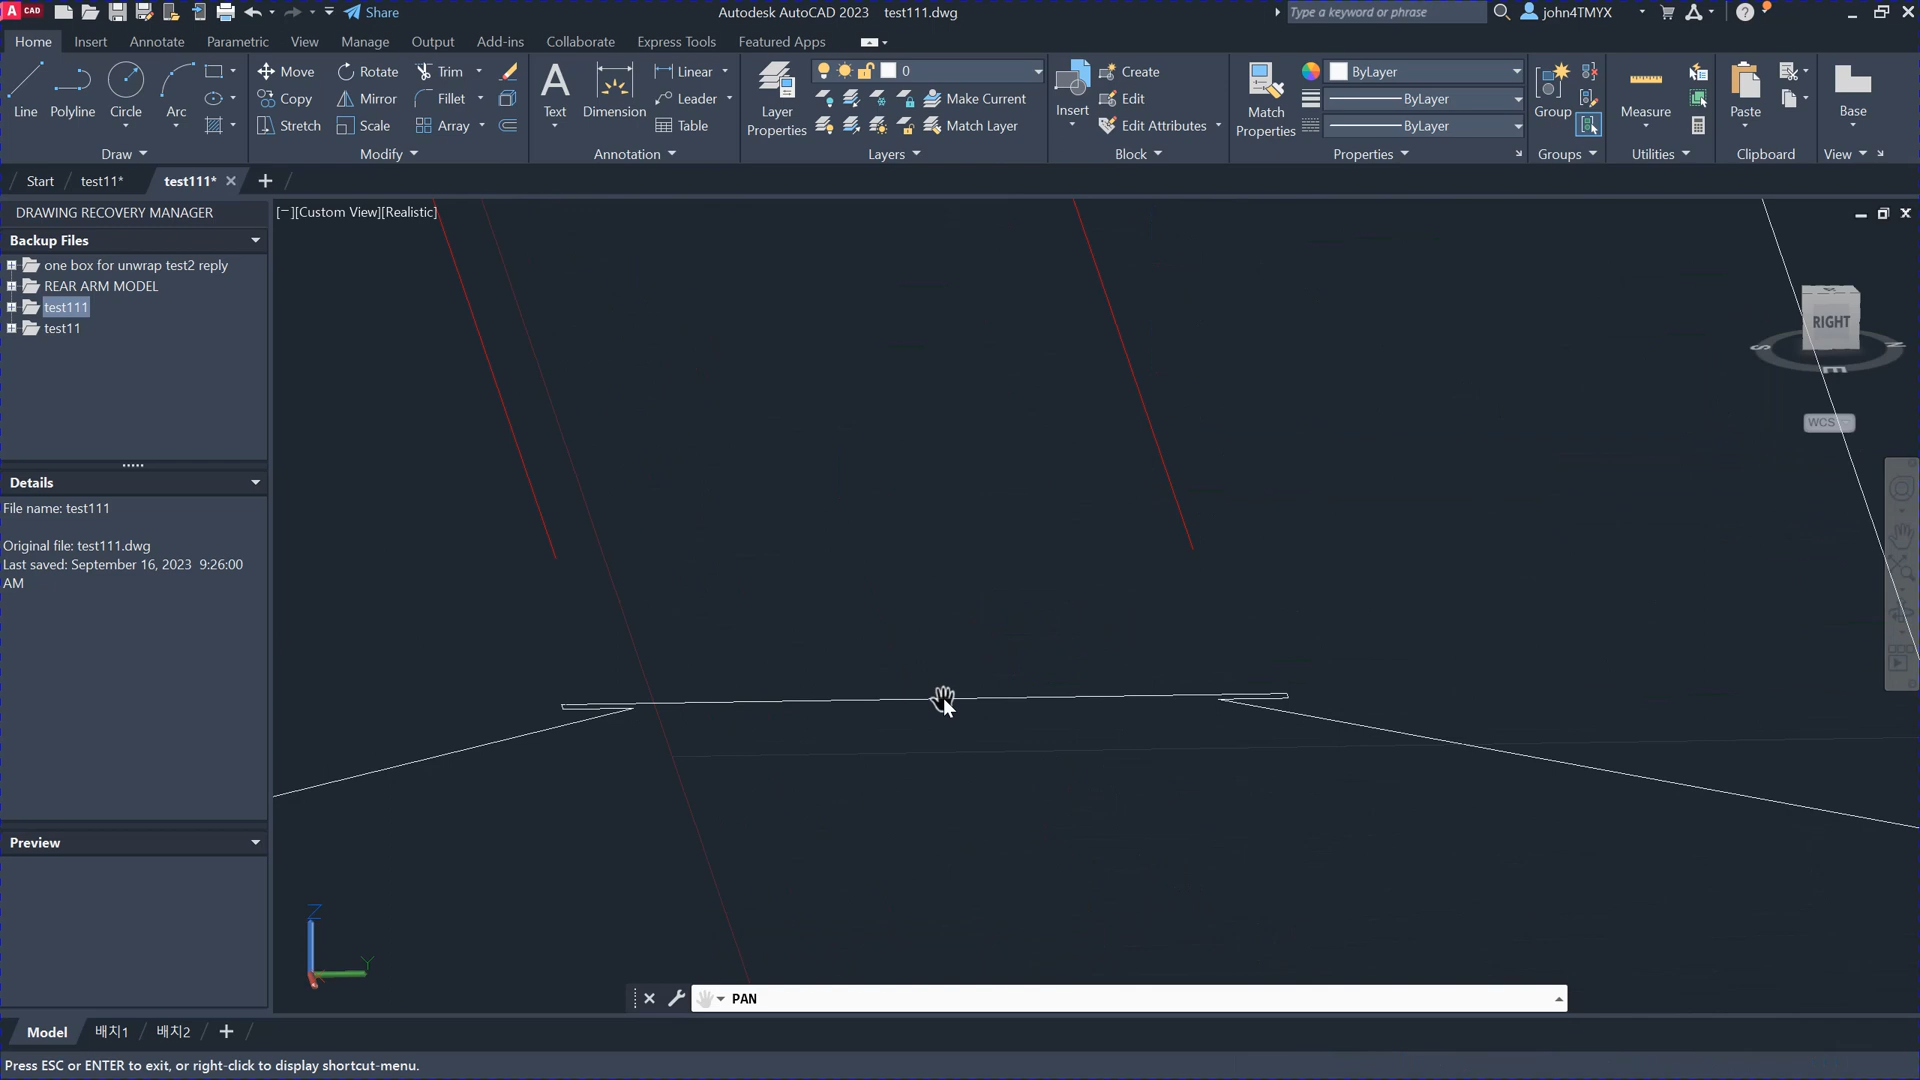 A CAD
Share
Autodesk AutoCAD 2023 test111.dwg
Type a keyword or phrase
john4TMYX
Home Insert Annotate Parametric View Manage Output Add-ins Collaborate Express Tools Featured Apps
Line Polyline Circle Arc
Draw
Move Rotate Trim
Copy Mirror Fillet
Stretch Scale Array
Modify
Text Dimension
Linear
Leader
Table
Annotation
Layer Properties
0
Make Current
Match Layer
Layers
Insert
Create
Edit
Edit Attributes
Block
Match Properties
ByLayer
ByLayer
ByLayer
Properties
Group
Groups
Measure
Utilities
Paste
Clipboard
Base
View
Start test11* test111*
DRAWING RECOVERY MANAGER
Backup Files
one box for unwrap test2 reply
REAR ARM MODEL
test111
test11
Details
File name: test111
Original file: test111.dwg
Last saved: September 16, 2023 9:26:00
AM
Preview
[−][Custom View][Realistic]
RIGHT
S N
E
WCS
Z
Y
PAN
Model 배치1 배치2
Press ESC or ENTER to exit, or right-click to display shortcut-menu.